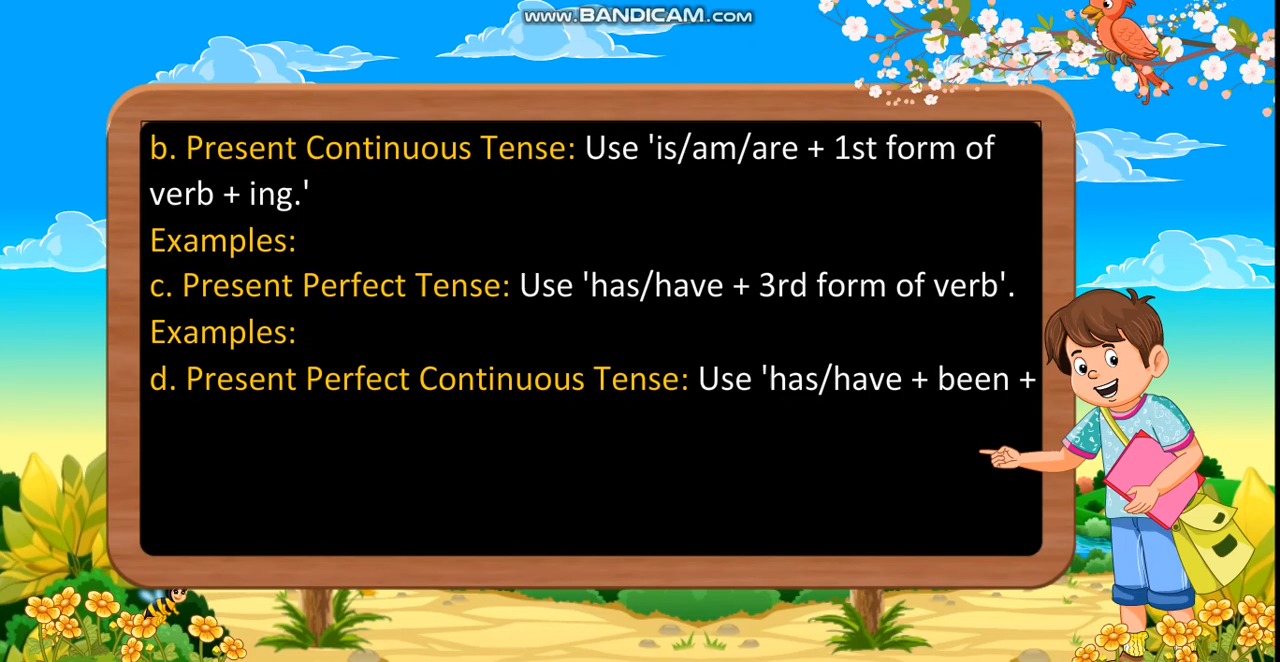 www.BANDICAM.com
b. Present Continuous Tense: Use 'is/am/are + 1st form of
verb + ing.'
Examples:
c. Present Perfect Tense: Use 'has/have + 3rd form of verb'.
Examples:
d. Present Perfect Continuous Tense: Use 'has/have + been +